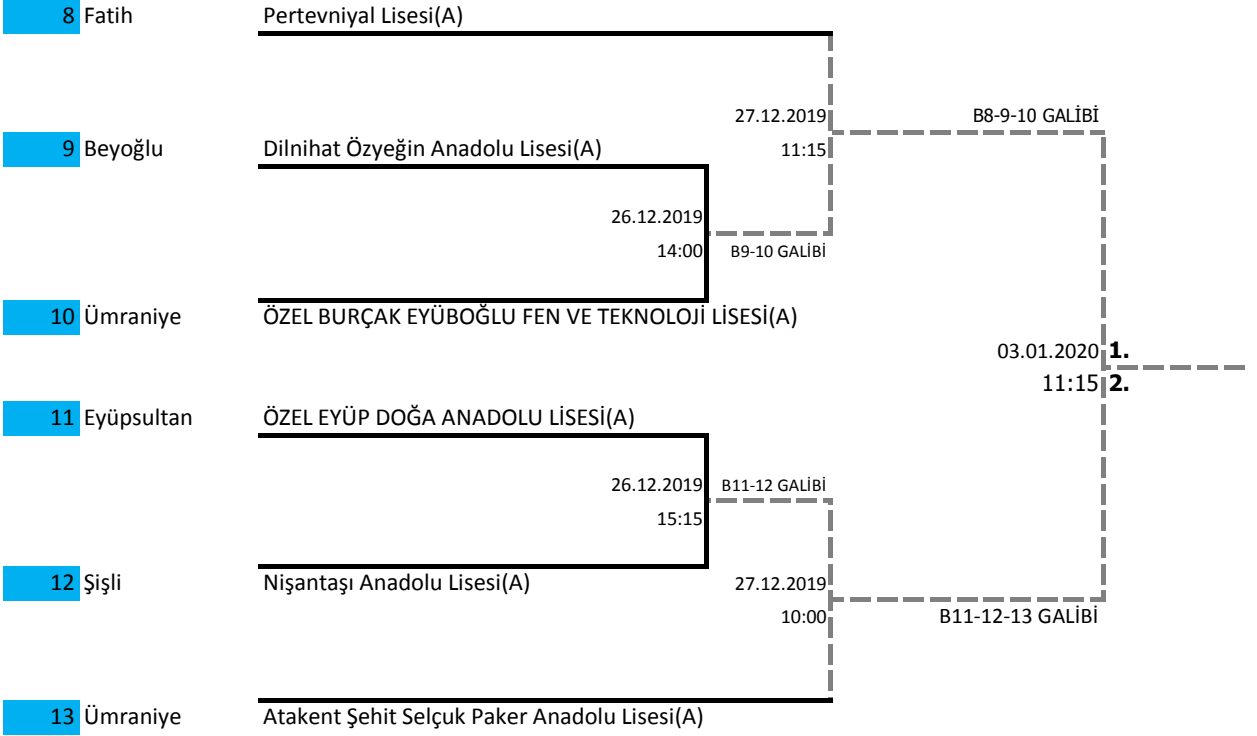 8 Fatih Pertevniyal Lisesi(A)
27.12.2019 B8-9-10 GALİBİ
9 Beyoğlu Dilnihat Özyeğin Anadolu Lisesi(A) 11:15
26.12.2019
14:00 B9-10 GALİBİ
10 Ümraniye ÖZEL BURÇAK EYÜBOĞLU FEN VE TEKNOLOJİ LİSESİ(A)
03.01.2020 1.
11:15 2.
11 Eyüpsultan ÖZEL EYÜP DOĞA ANADOLU LİSESİ(A)
26.12.2019 B11-12 GALİBİ
15:15
12 Şişli Nişantaşı Anadolu Lisesi(A) 27.12.2019
10:00 B11-12-13 GALİBİ
13 Ümraniye Atakent Şehit Selçuk Paker Anadolu Lisesi(A)